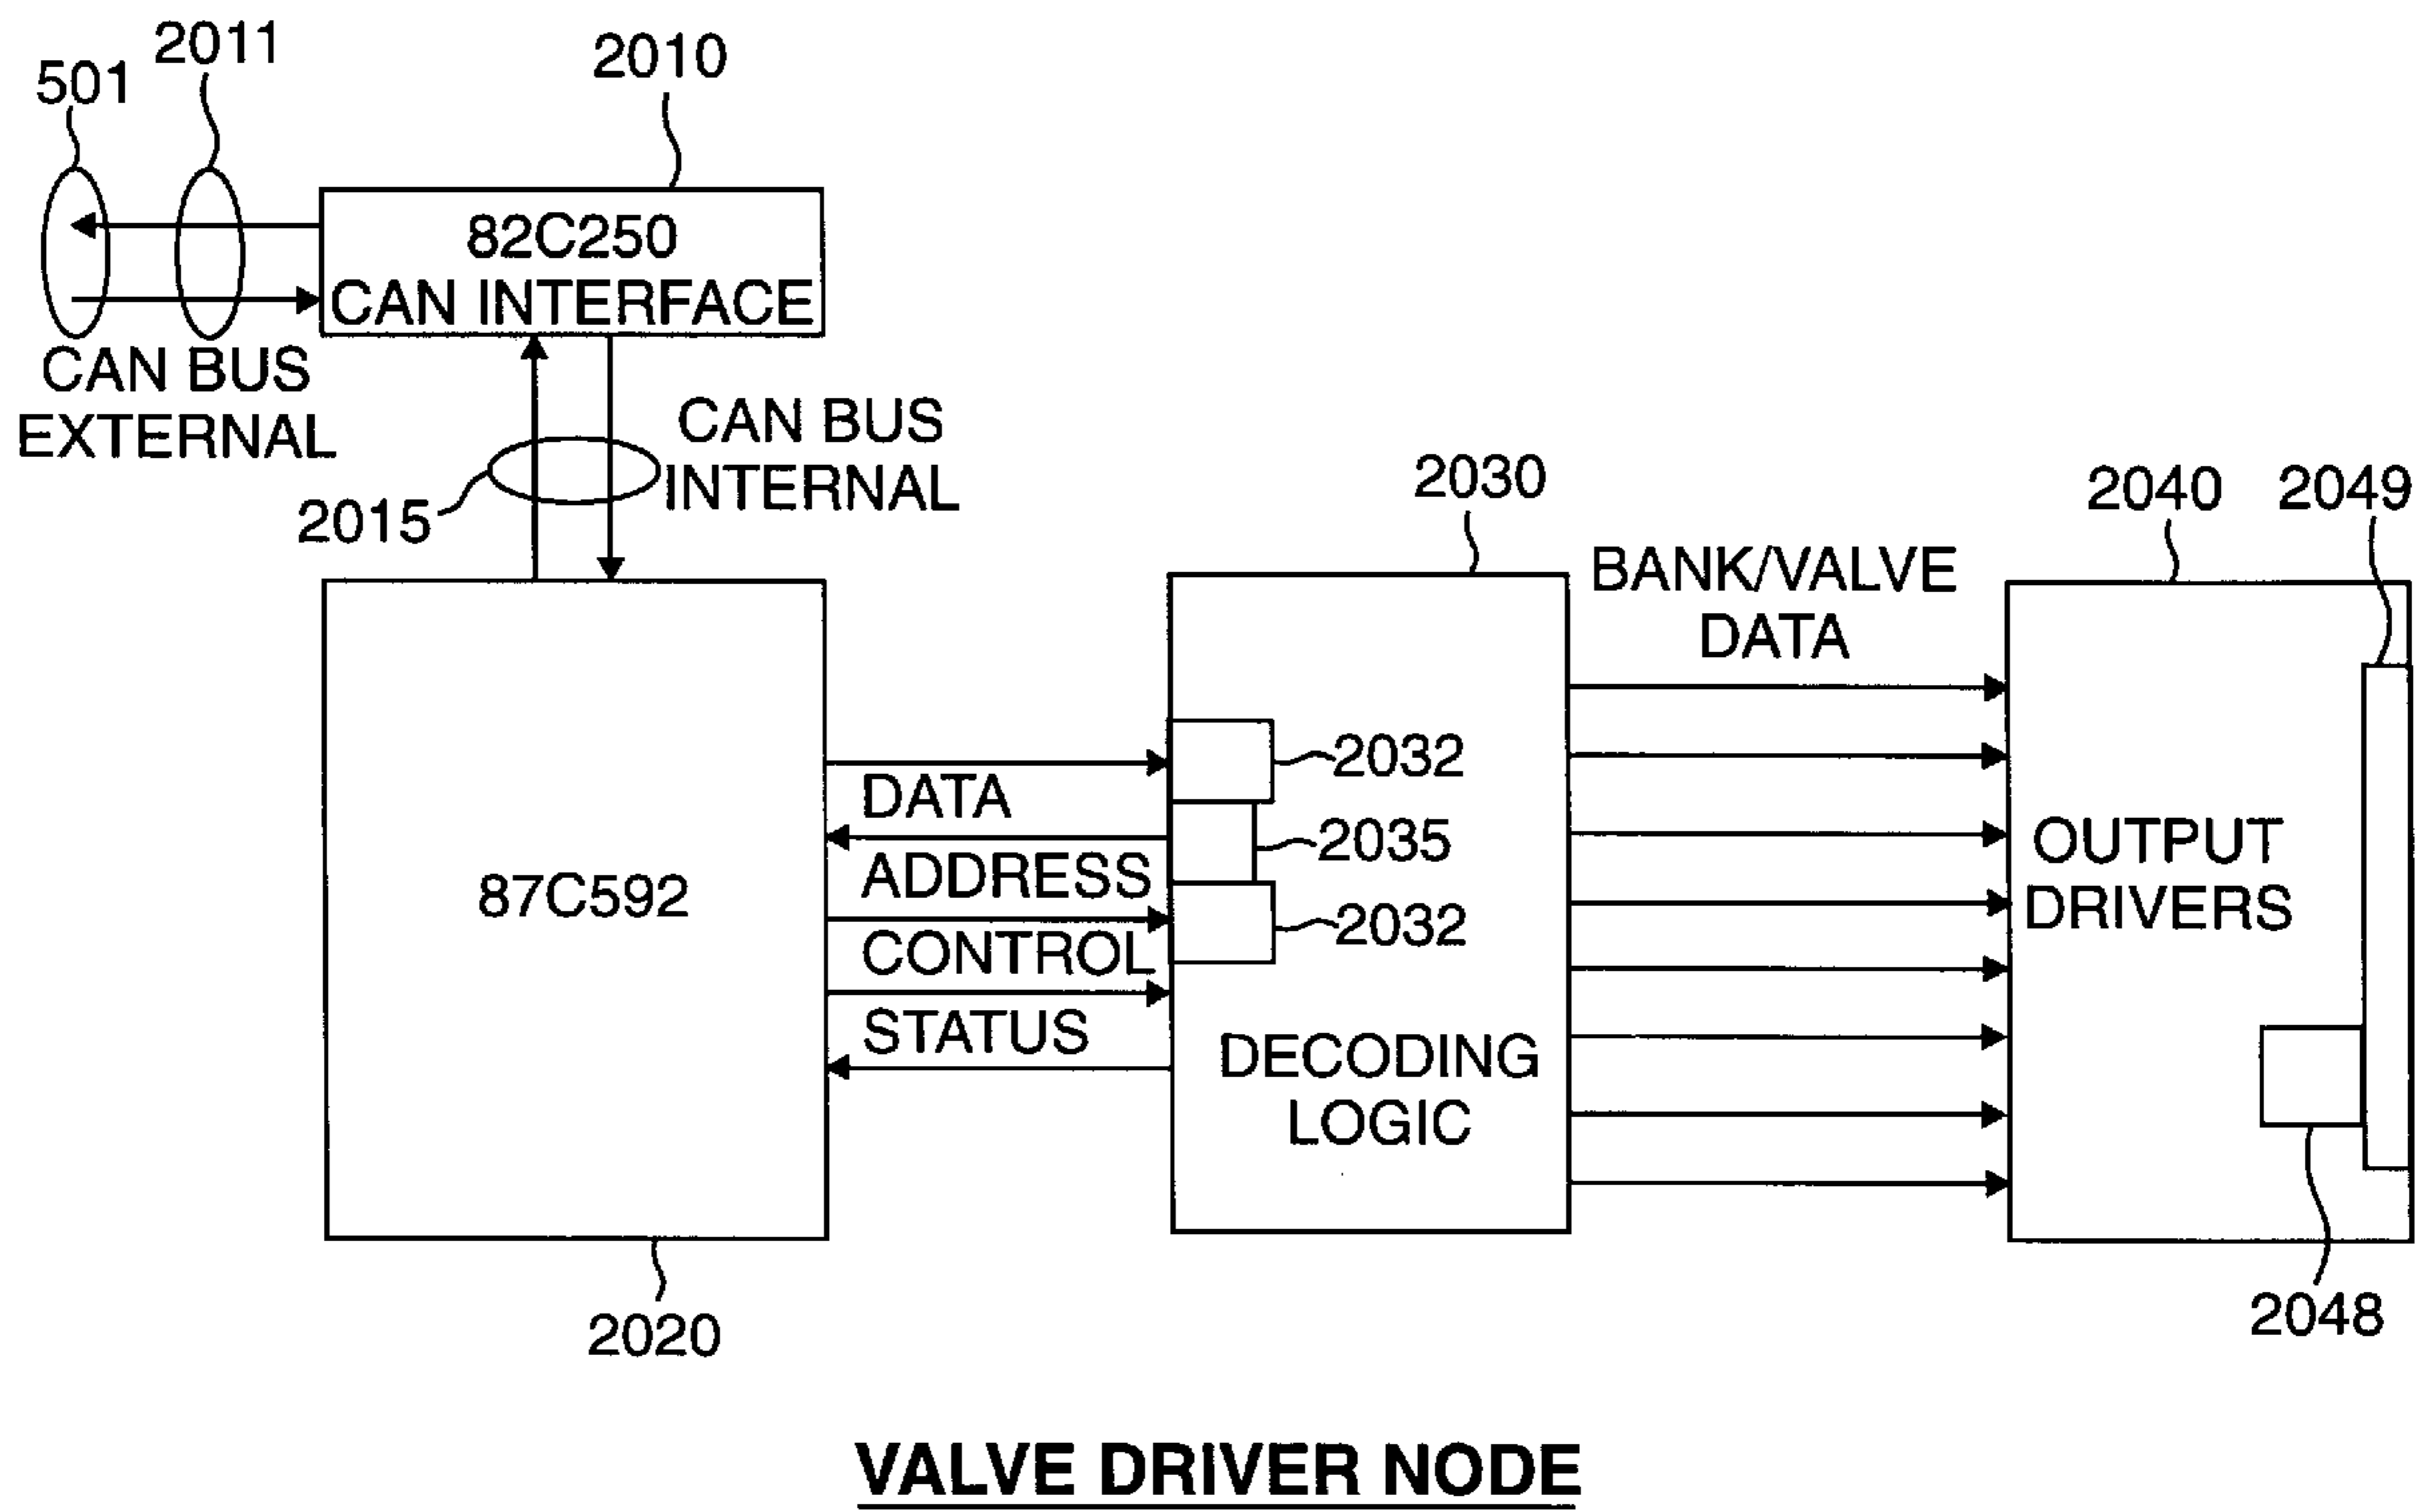 501
2011
2010
82C250
CAN INTERFACE
CAN BUS
EXTERNAL
CAN BUS
INTERNAL
2015
2030
2040
2049
BANK/VALVE
DATA
87C592
DATA
ADDRESS
CONTROL
STATUS
2032
2035
2032
DECODING
LOGIC
OUTPUT
DRIVERS
2020
2048
VALVE DRIVER NODE